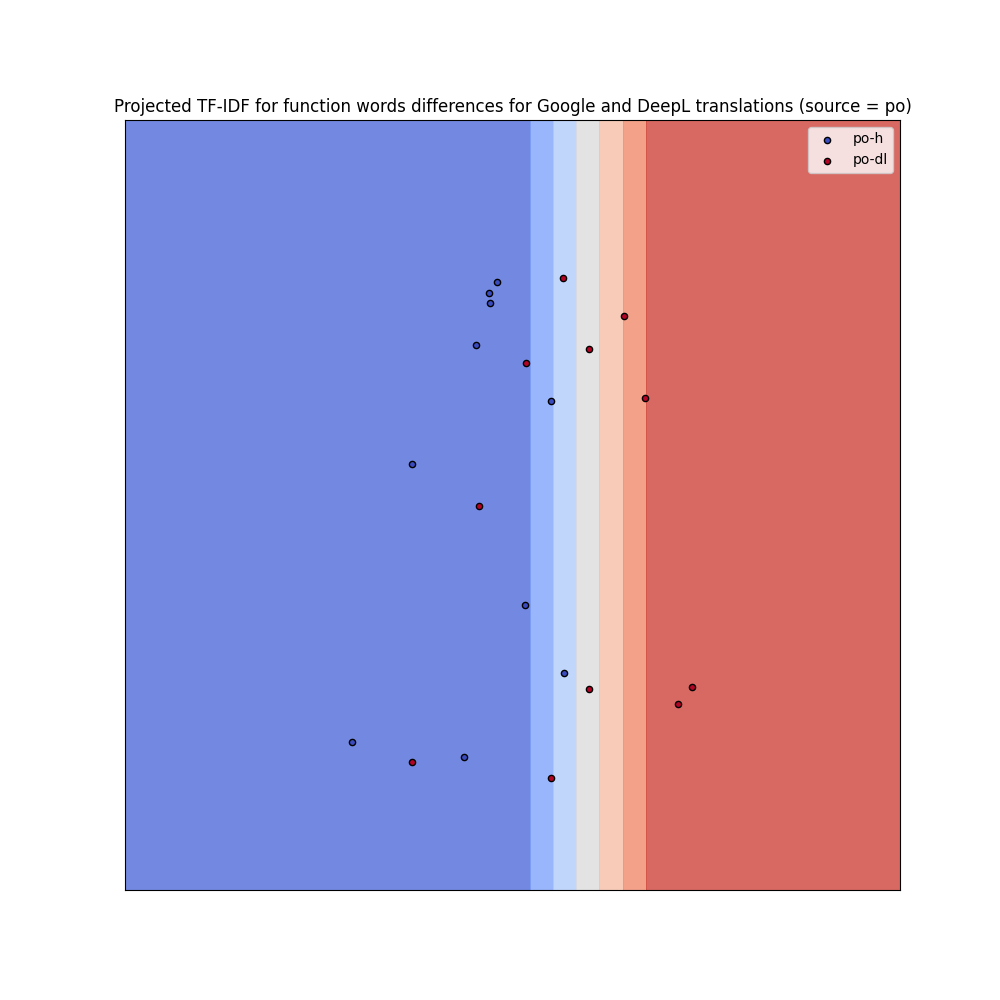 Projected TF-IDF for function words differences for Google and DeepL translations (source = po)
po-h
po-dl